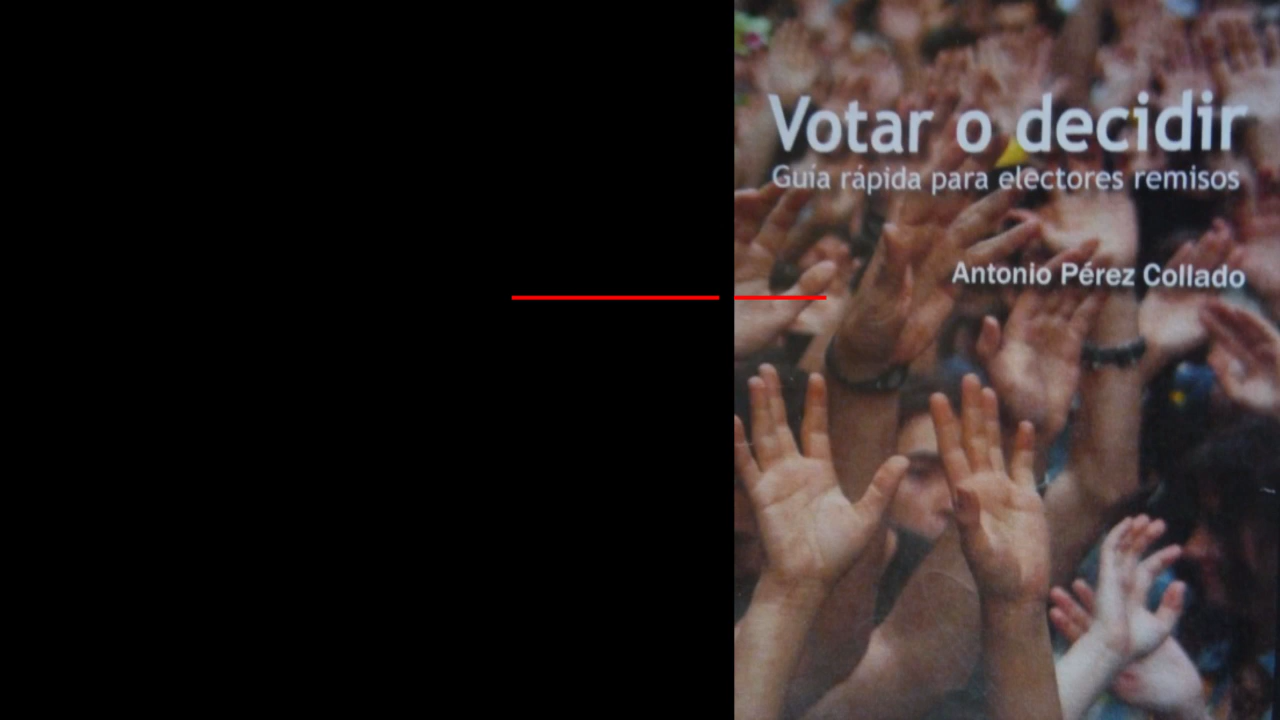 Votar o decidir
Guía rápida para electores remisos
Antonio Pérez Collado